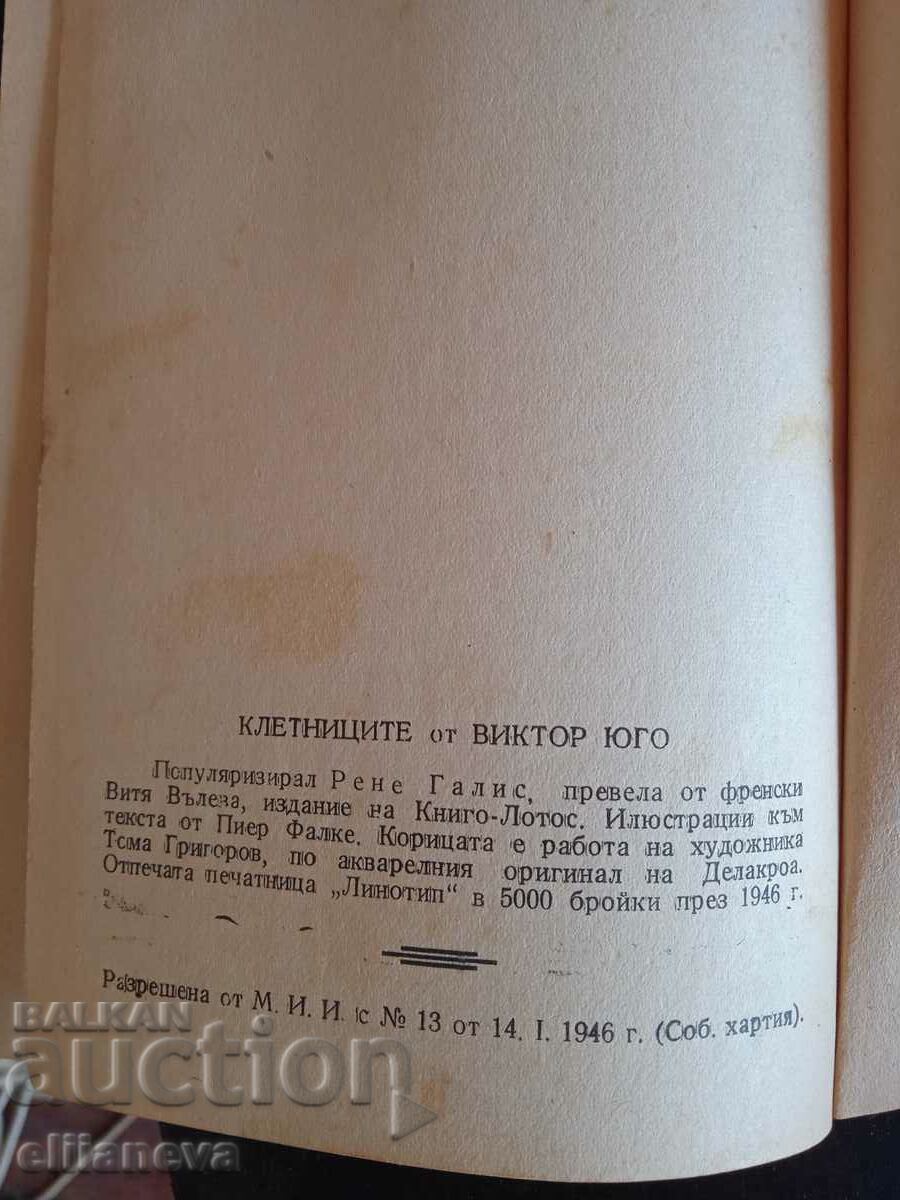 КЛЕТНИЦИТЕ от ВИКТОР ЮГО
Популяризирал Рене Галис, превела от френски
Витя Вълева, издание на Книго-Лотос. Илюстрации към
текста от Пиер Фалке. Корицата е работа на художника
Тома Григоров, по акварелния оригинал на Делакроа.
Отпечата печатница „Линотип“ в 5000 бройки през 1946 г.
Разрешена от М. И. И. с № 13 от 14. I. 1946 г. (Соб. хартия).
BALKAN
auction
elijaneva